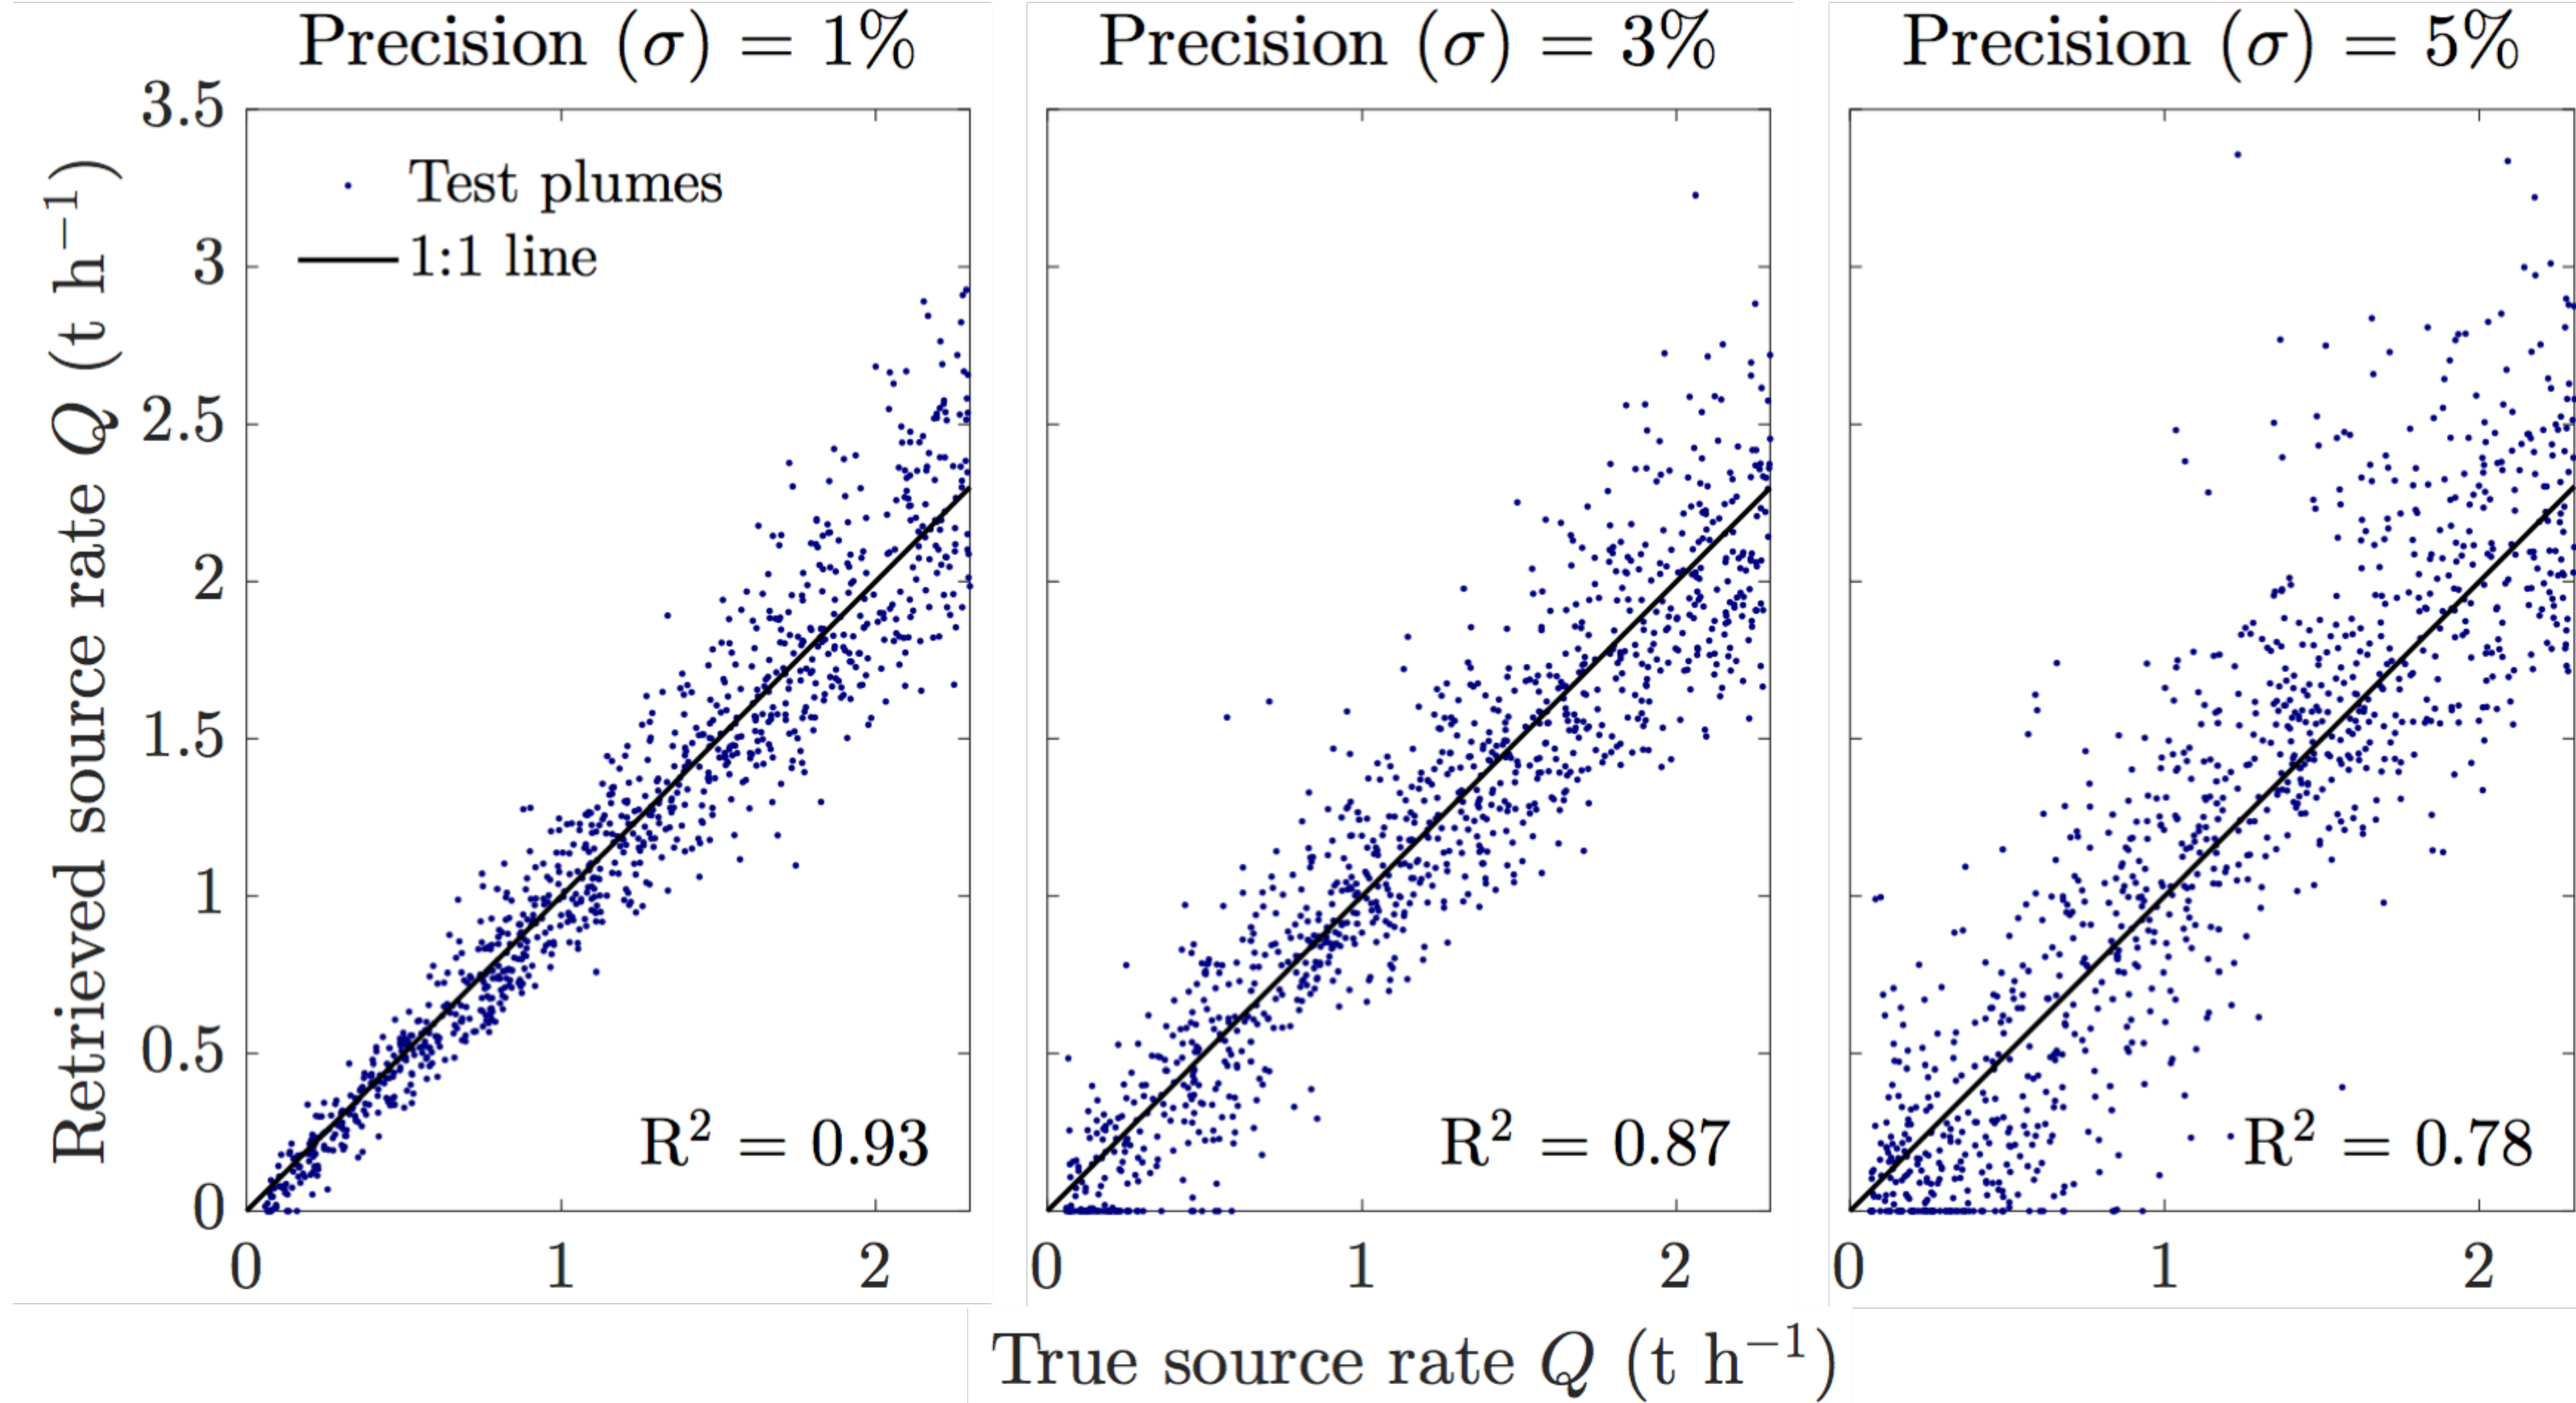 Precision (σ) = 1%
Precision (σ) = 3%
Precision (σ) = 5%
Retrieved source rate Q (t h⁻¹)
3.5
3
2.5
2
1.5
1
0.5
0
Test plumes
1:1 line
R² = 0.93
R² = 0.87
R² = 0.78
0 1 2
0 1 2
0 1 2
True source rate Q (t h⁻¹)